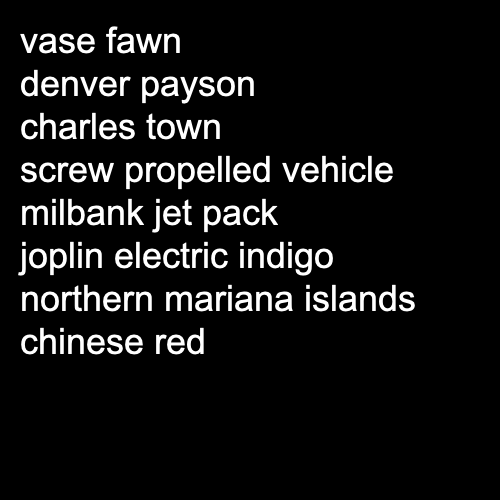 vase fawn
denver payson
charles town
screw propelled vehicle
milbank jet pack
joplin electric indigo
northern mariana islands
chinese red